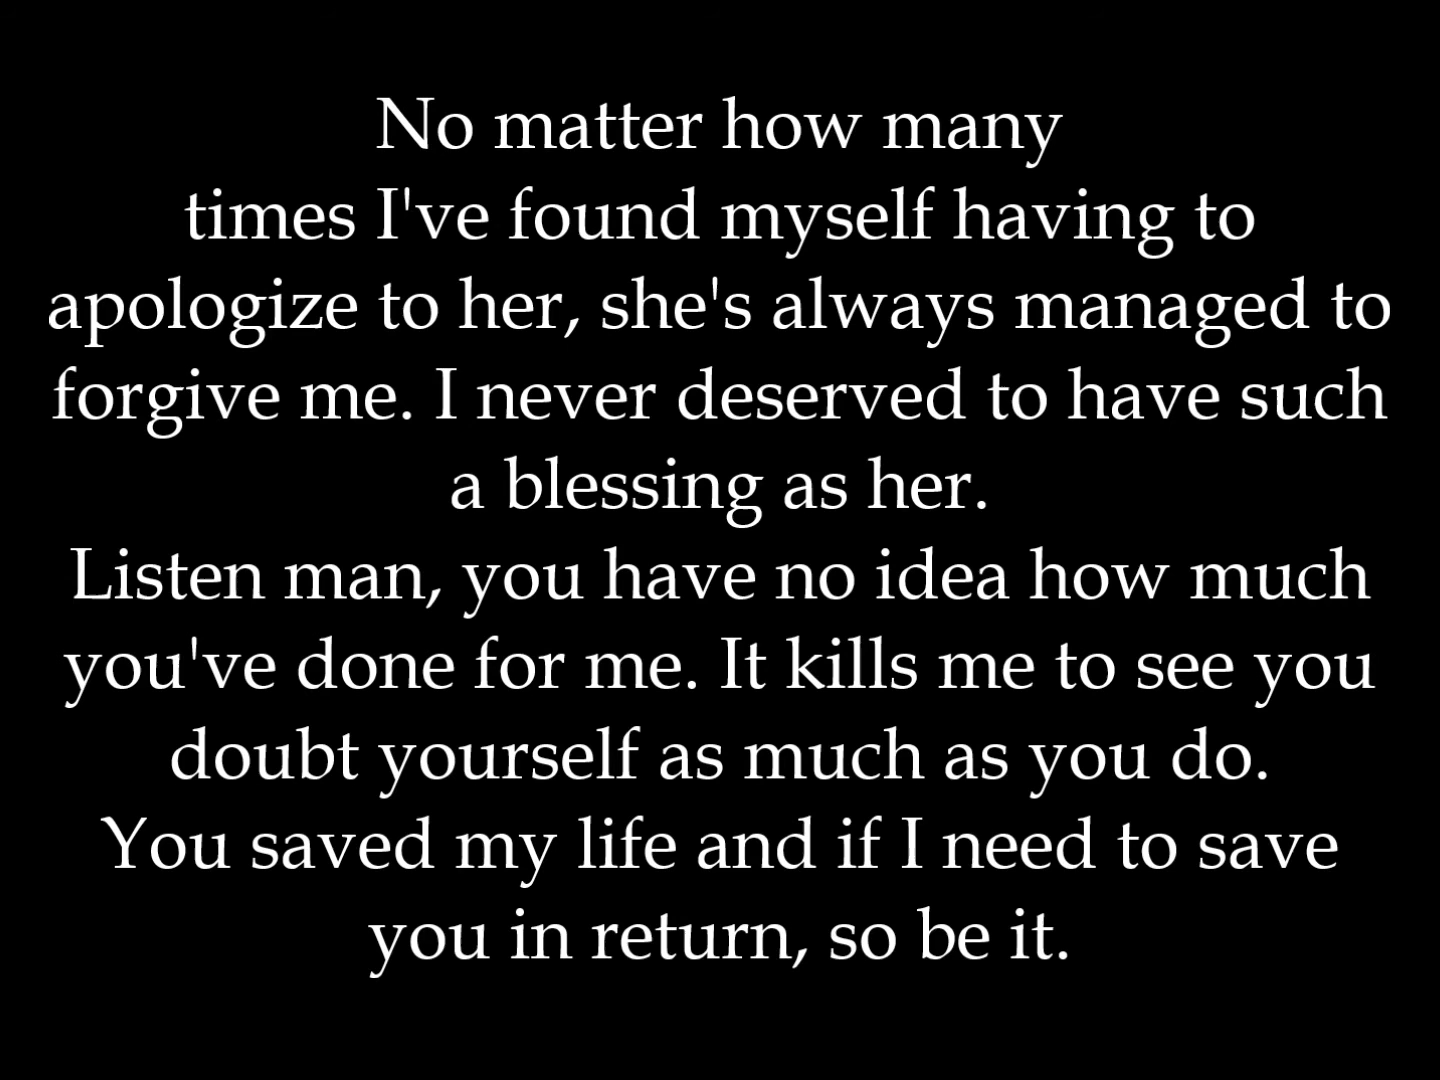 No matter how many
times I've found myself having to
apologize to her, she's always managed to
forgive me. I never deserved to have such
a blessing as her.
Listen man, you have no idea how much
you've done for me. It kills me to see you
doubt yourself as much as you do.
You saved my life and if I need to save
you in return, so be it.